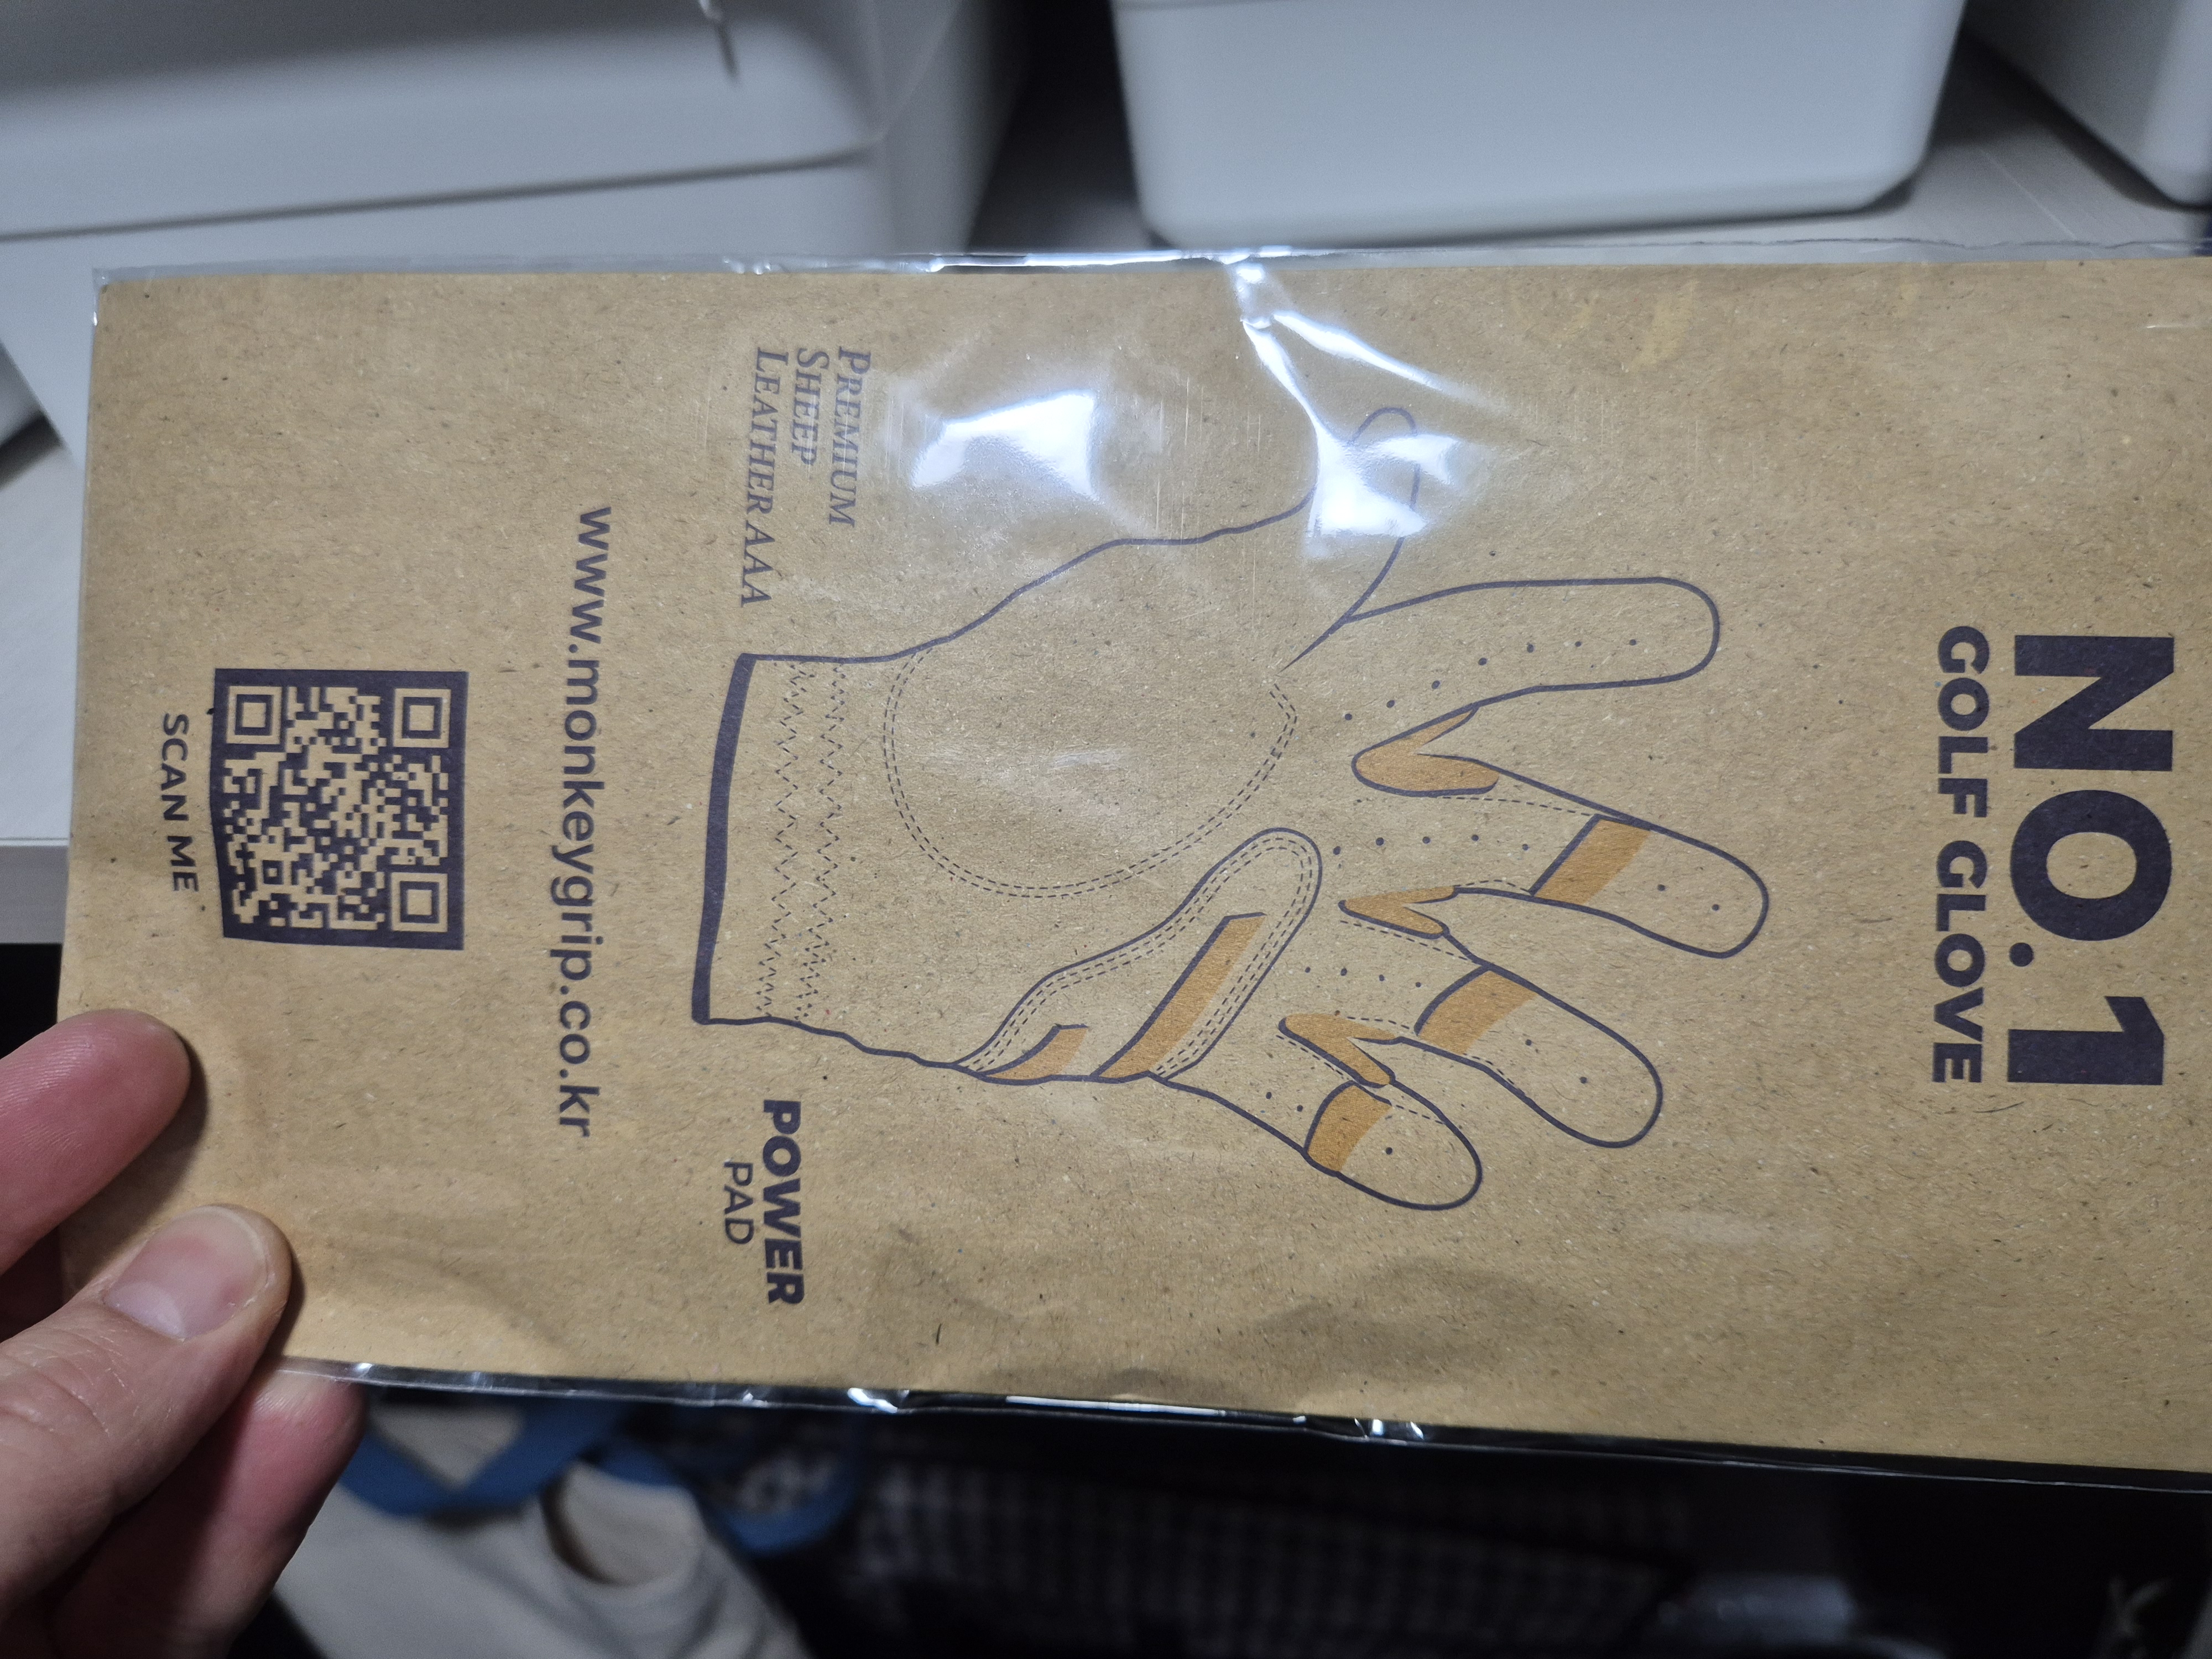 NO.1
GOLF GLOVE
PREMIUM
SHEEP
LEATHER AAA
POWER
PAD
www.monkeygrip.co.kr
SCAN ME